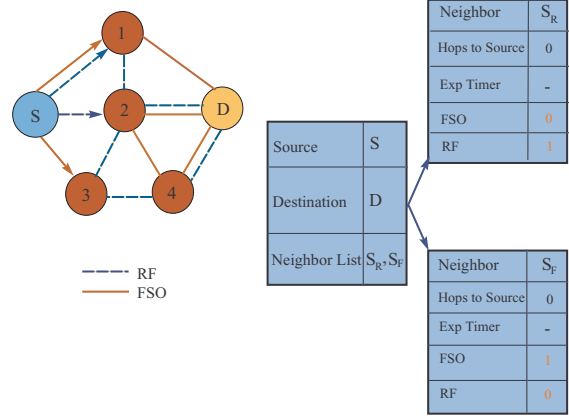 1
S
2
D
3
4
RF
FSO
Source S
Destination D
Neighbor List S_R,S_F
Neighbor S_R
Hops to Source 0
Exp Timer -
FSO 0
RF 1
Neighbor S_F
Hops to Source 0
Exp Timer -
FSO 1
RF 0